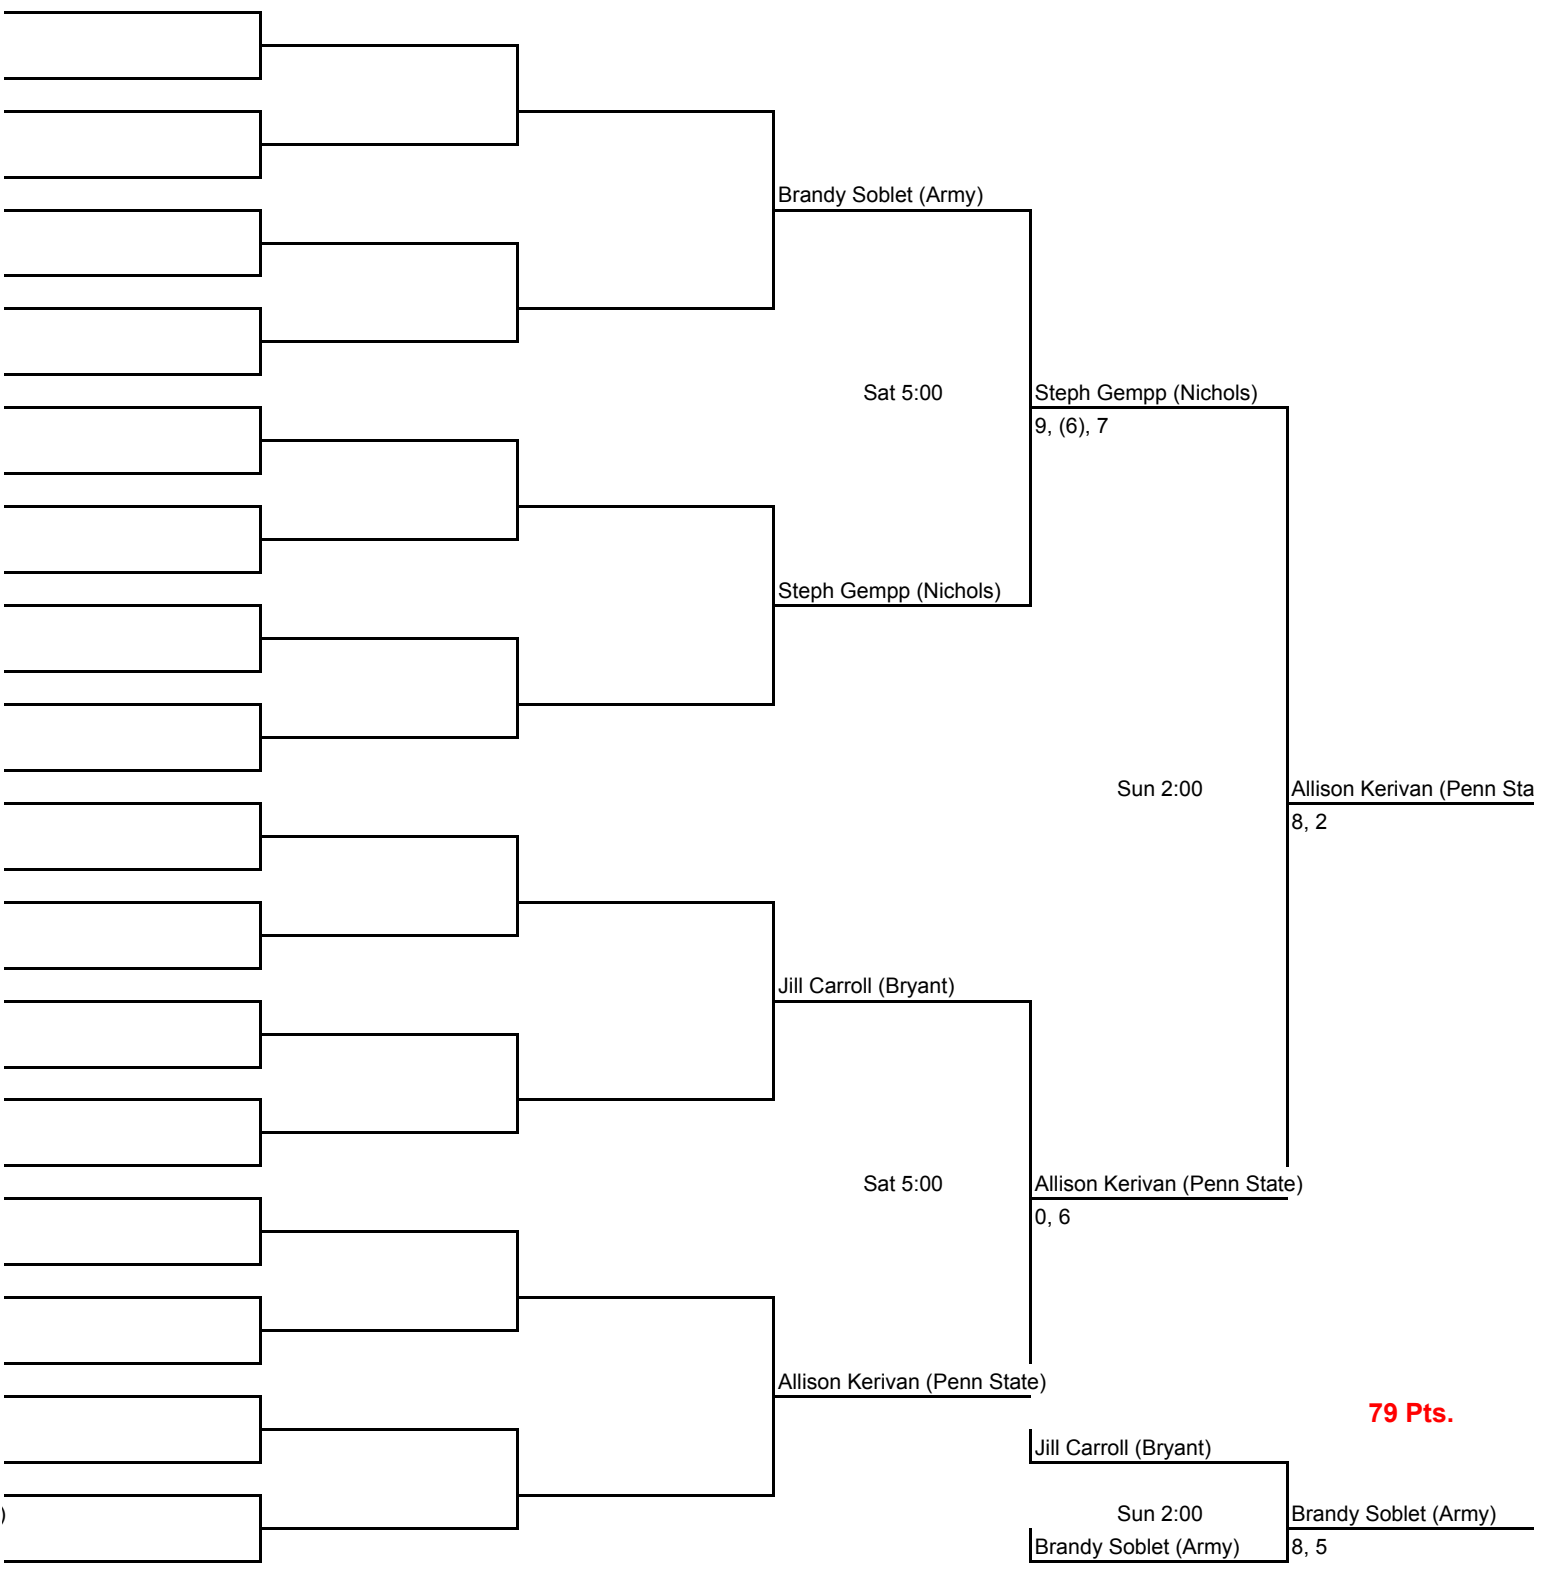 Brandy Soblet (Army)
Sat 5:00
Steph Gempp (Nichols)
9, (6), 7
Steph Gempp (Nichols)
Sun 2:00
Allison Kerivan (Penn Sta
8, 2
Jill Carroll (Bryant)
Sat 5:00
Allison Kerivan (Penn State)
0, 6
Allison Kerivan (Penn State)
79 Pts.
Jill Carroll (Bryant)
)
Sun 2:00
Brandy Soblet (Army)
Brandy Soblet (Army)
8, 5